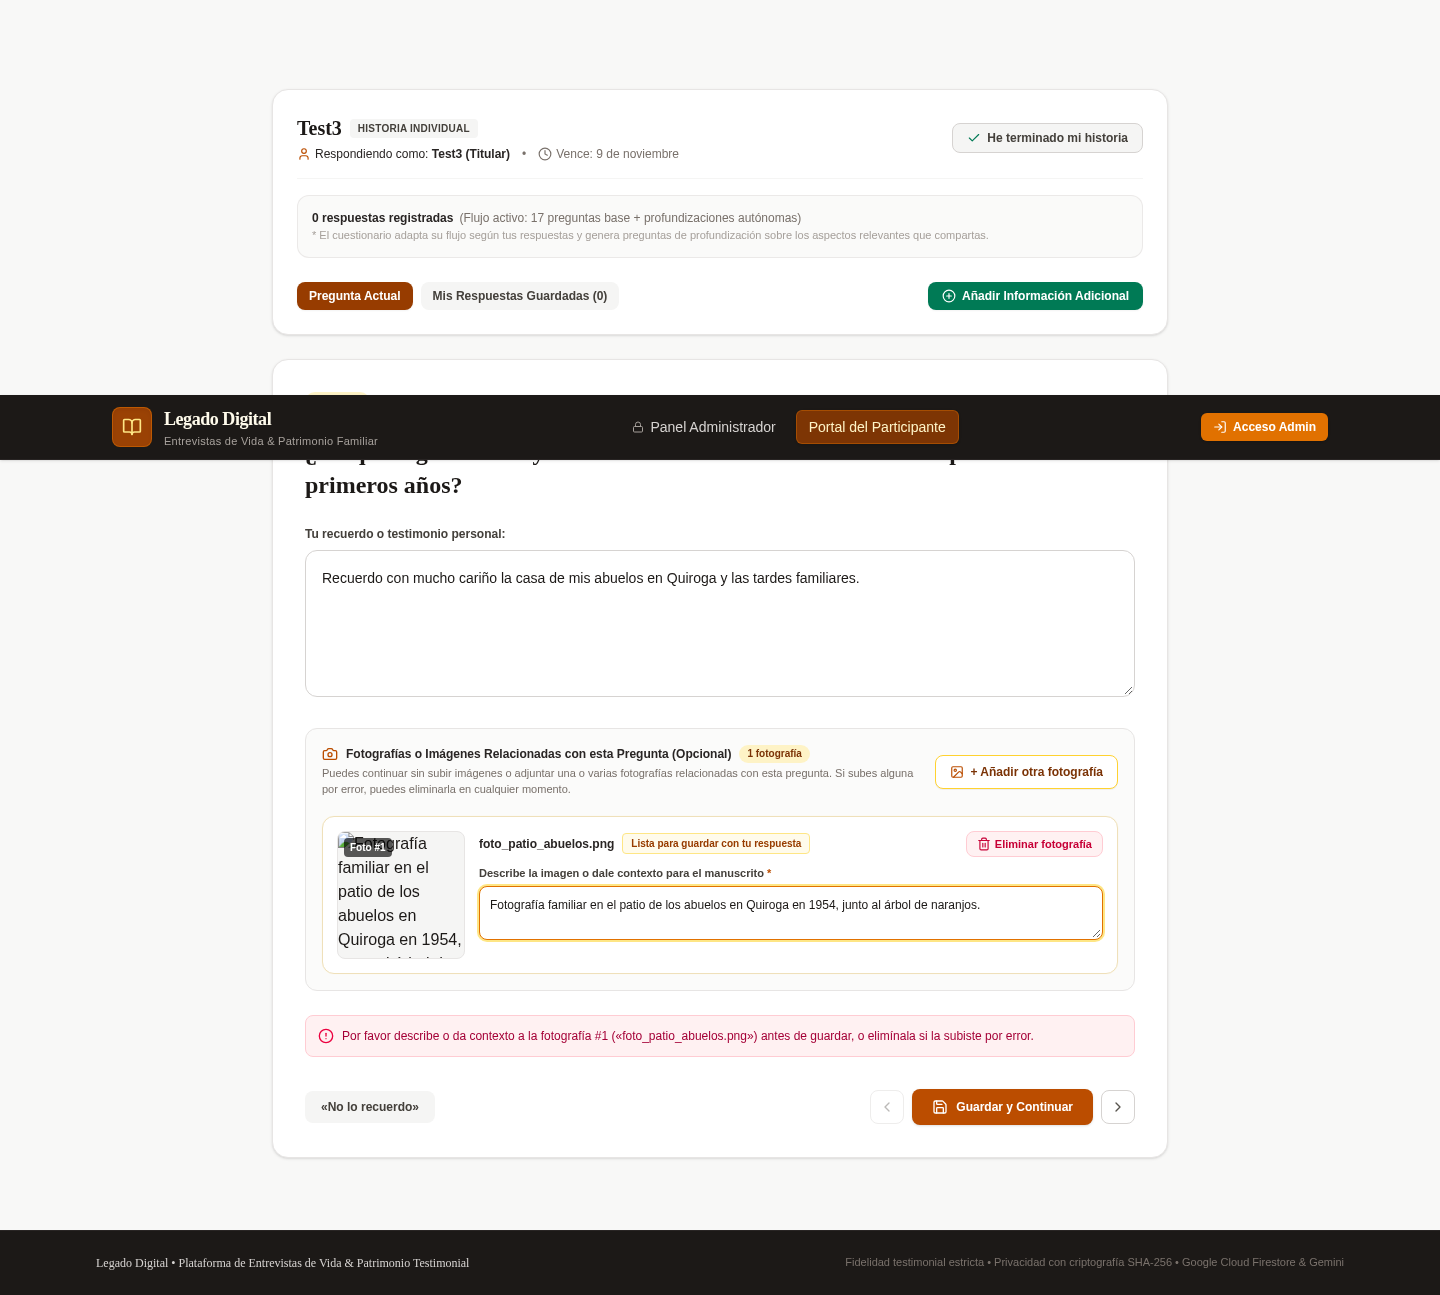 Test3 HISTORIA INDIVIDUAL
Respondiendo como: Test3 (Titular) • Vence: 9 de noviembre
He terminado mi historia
0 respuestas registradas (Flujo activo: 17 preguntas base + profundizaciones autónomas)
* El cuestionario adapta su flujo según tus respuestas y genera preguntas de profundización sobre los aspectos relevantes que compartas.
Pregunta Actual
Mis Respuestas Guardadas (0)
Añadir Información Adicional
Legado Digital
Entrevistas de Vida & Patrimonio Familiar
Panel Administrador
Portal del Participante
Acceso Admin
primeros años?
Tu recuerdo o testimonio personal:
Recuerdo con mucho cariño la casa de mis abuelos en Quiroga y las tardes familiares.
Fotografías o Imágenes Relacionadas con esta Pregunta (Opcional) 1 fotografía
Puedes continuar sin subir imágenes o adjuntar una o varias fotografías relacionadas con esta pregunta. Si subes alguna
por error, puedes eliminarla en cualquier momento.
+ Añadir otra fotografía
Foto #1
Fotografía
familiar en el
patio de los
abuelos en
Quiroga en 1954,
foto_patio_abuelos.png Lista para guardar con tu respuesta
Eliminar fotografía
Describe la imagen o dale contexto para el manuscrito *
Fotografía familiar en el patio de los abuelos en Quiroga en 1954, junto al árbol de naranjos.
Por favor describe o da contexto a la fotografía #1 («foto_patio_abuelos.png») antes de guardar, o elimínala si la subiste por error.
«No lo recuerdo»
Guardar y Continuar
Legado Digital • Plataforma de Entrevistas de Vida & Patrimonio Testimonial
Fidelidad testimonial estricta • Privacidad con criptografía SHA-256 • Google Cloud Firestore & Gemini